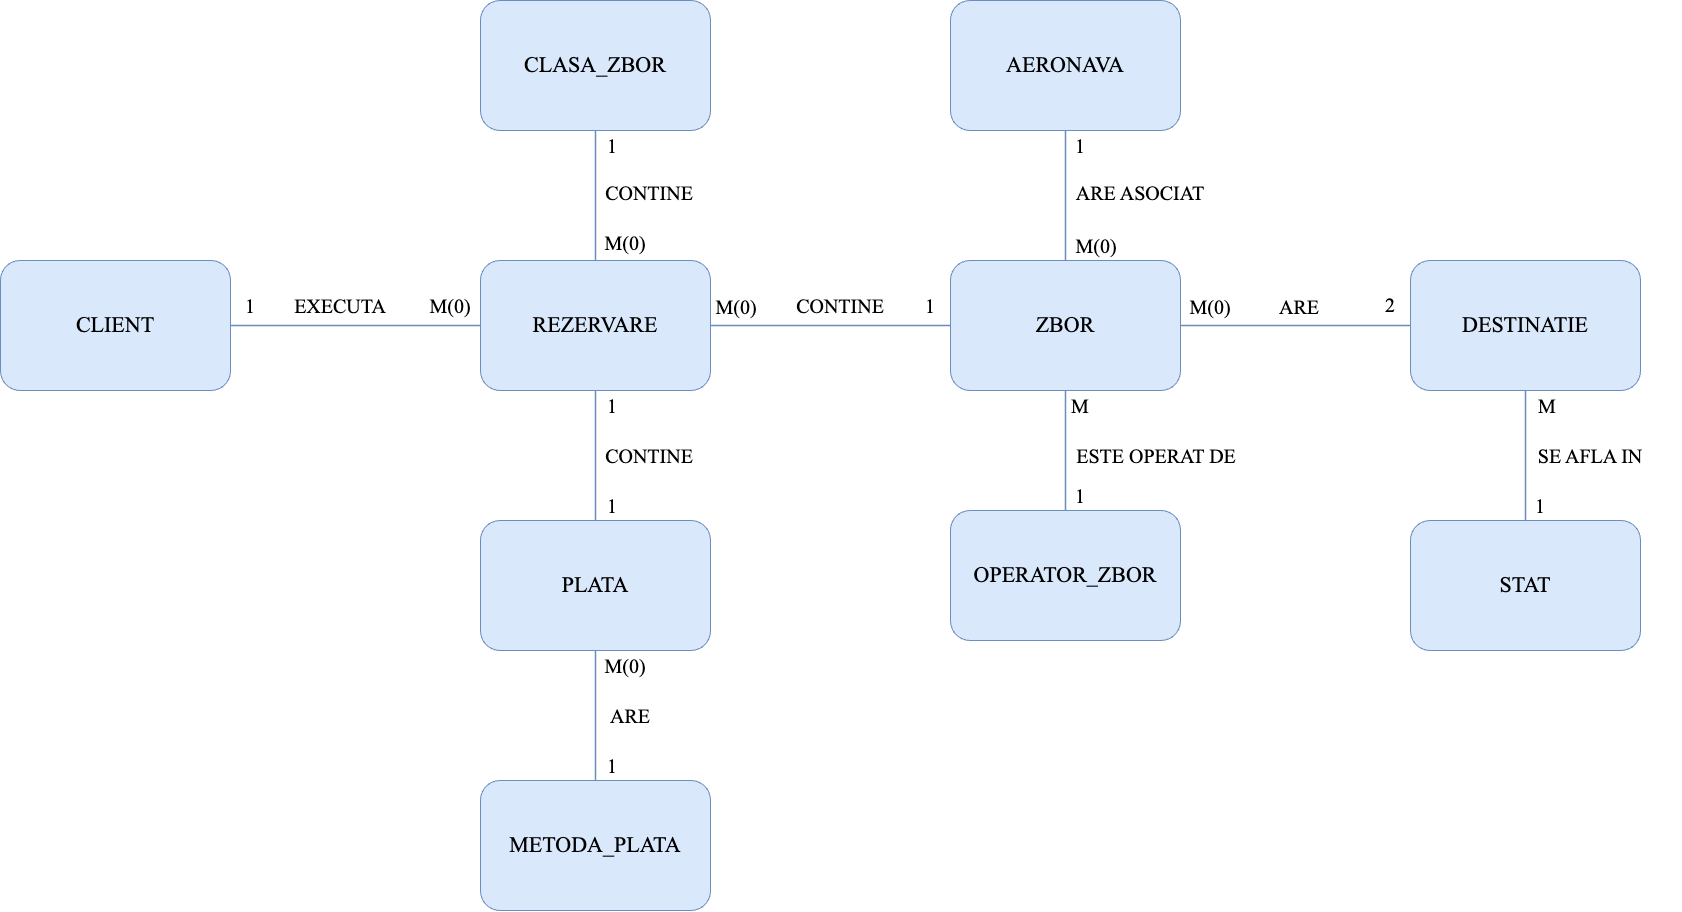 CLASA_ZBOR
AERONAVA
1
1
CONTINE
ARE ASOCIAT
M(0)
M(0)
CLIENT
1 EXECUTA M(0)
REZERVARE
M(0) CONTINE 1
ZBOR
M(0) ARE 2
DESTINATIE
1
M
M
CONTINE
ESTE OPERAT DE
SE AFLA IN
1
1
1
PLATA
OPERATOR_ZBOR
STAT
M(0)
ARE
1
METODA_PLATA